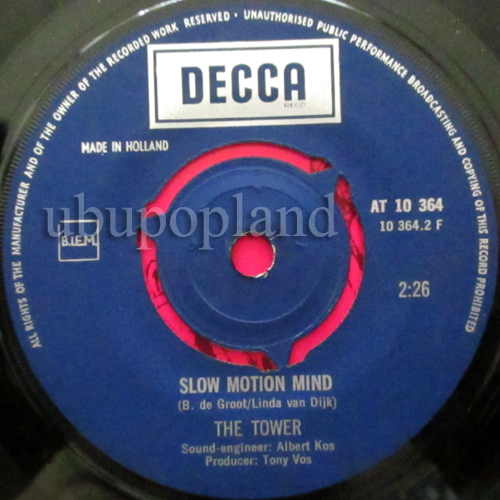 ALL RIGHTS OF THE MANUFACTURER AND OF THE OWNER OF THE RECORDED WORK RESERVED • UNAUTHORISED PUBLIC PERFORMANCE BROADCASTING AND COPYING OF THIS RECORD PROHIBITED
DECCA
RECD
MADE IN HOLLAND
AT 10 364
10 364.2 F
ubupopland
B.I.E.M.
2:26
SLOW MOTION MIND
(B. de Groot/Linda van Dijk)
THE TOWER
Sound-engineer: Albert Kos
Producer: Tony Vos